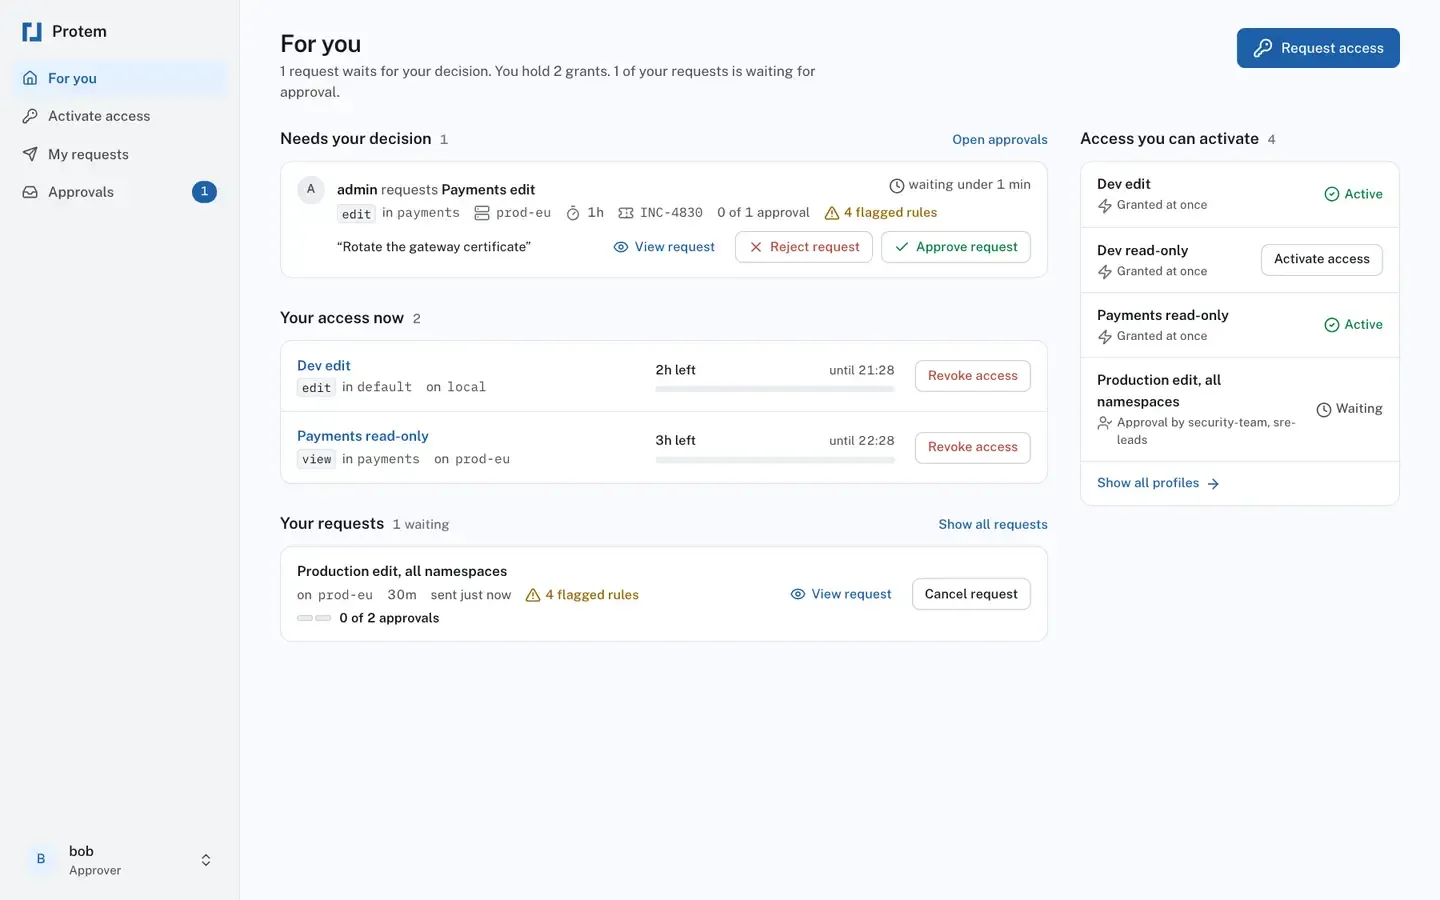 Protem
For you
Activate access
My requests
Approvals
1
For you
1 request waits for your decision. You hold 2 grants. 1 of your requests is waiting for
approval.
Request access
Needs your decision 1
Open approvals
A
admin requests Payments edit
waiting under 1 min
edit in payments prod-eu 1h INC-4830 0 of 1 approval 4 flagged rules
“Rotate the gateway certificate”
View request
Reject request
Approve request
Your access now 2
Dev edit
edit in default on local
2h left
until 21:28
Revoke access
Payments read-only
view in payments on prod-eu
3h left
until 22:28
Revoke access
Your requests 1 waiting
Show all requests
Production edit, all namespaces
on prod-eu 30m sent just now 4 flagged rules
0 of 2 approvals
View request
Cancel request
Access you can activate 4
Dev edit
Granted at once
Active
Dev read-only
Granted at once
Activate access
Payments read-only
Granted at once
Active
Production edit, all
namespaces
Approval by security-team, sre-
leads
Waiting
Show all profiles
B
bob
Approver